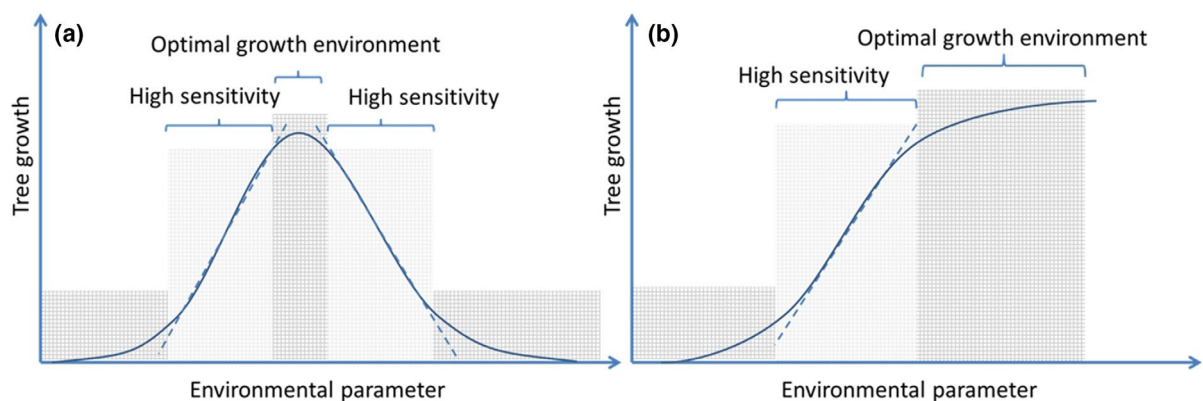 (a)
Optimal growth environment
High sensitivity
High sensitivity
Tree growth
Environmental parameter
(b)
Optimal growth environment
High sensitivity
Tree growth
Environmental parameter